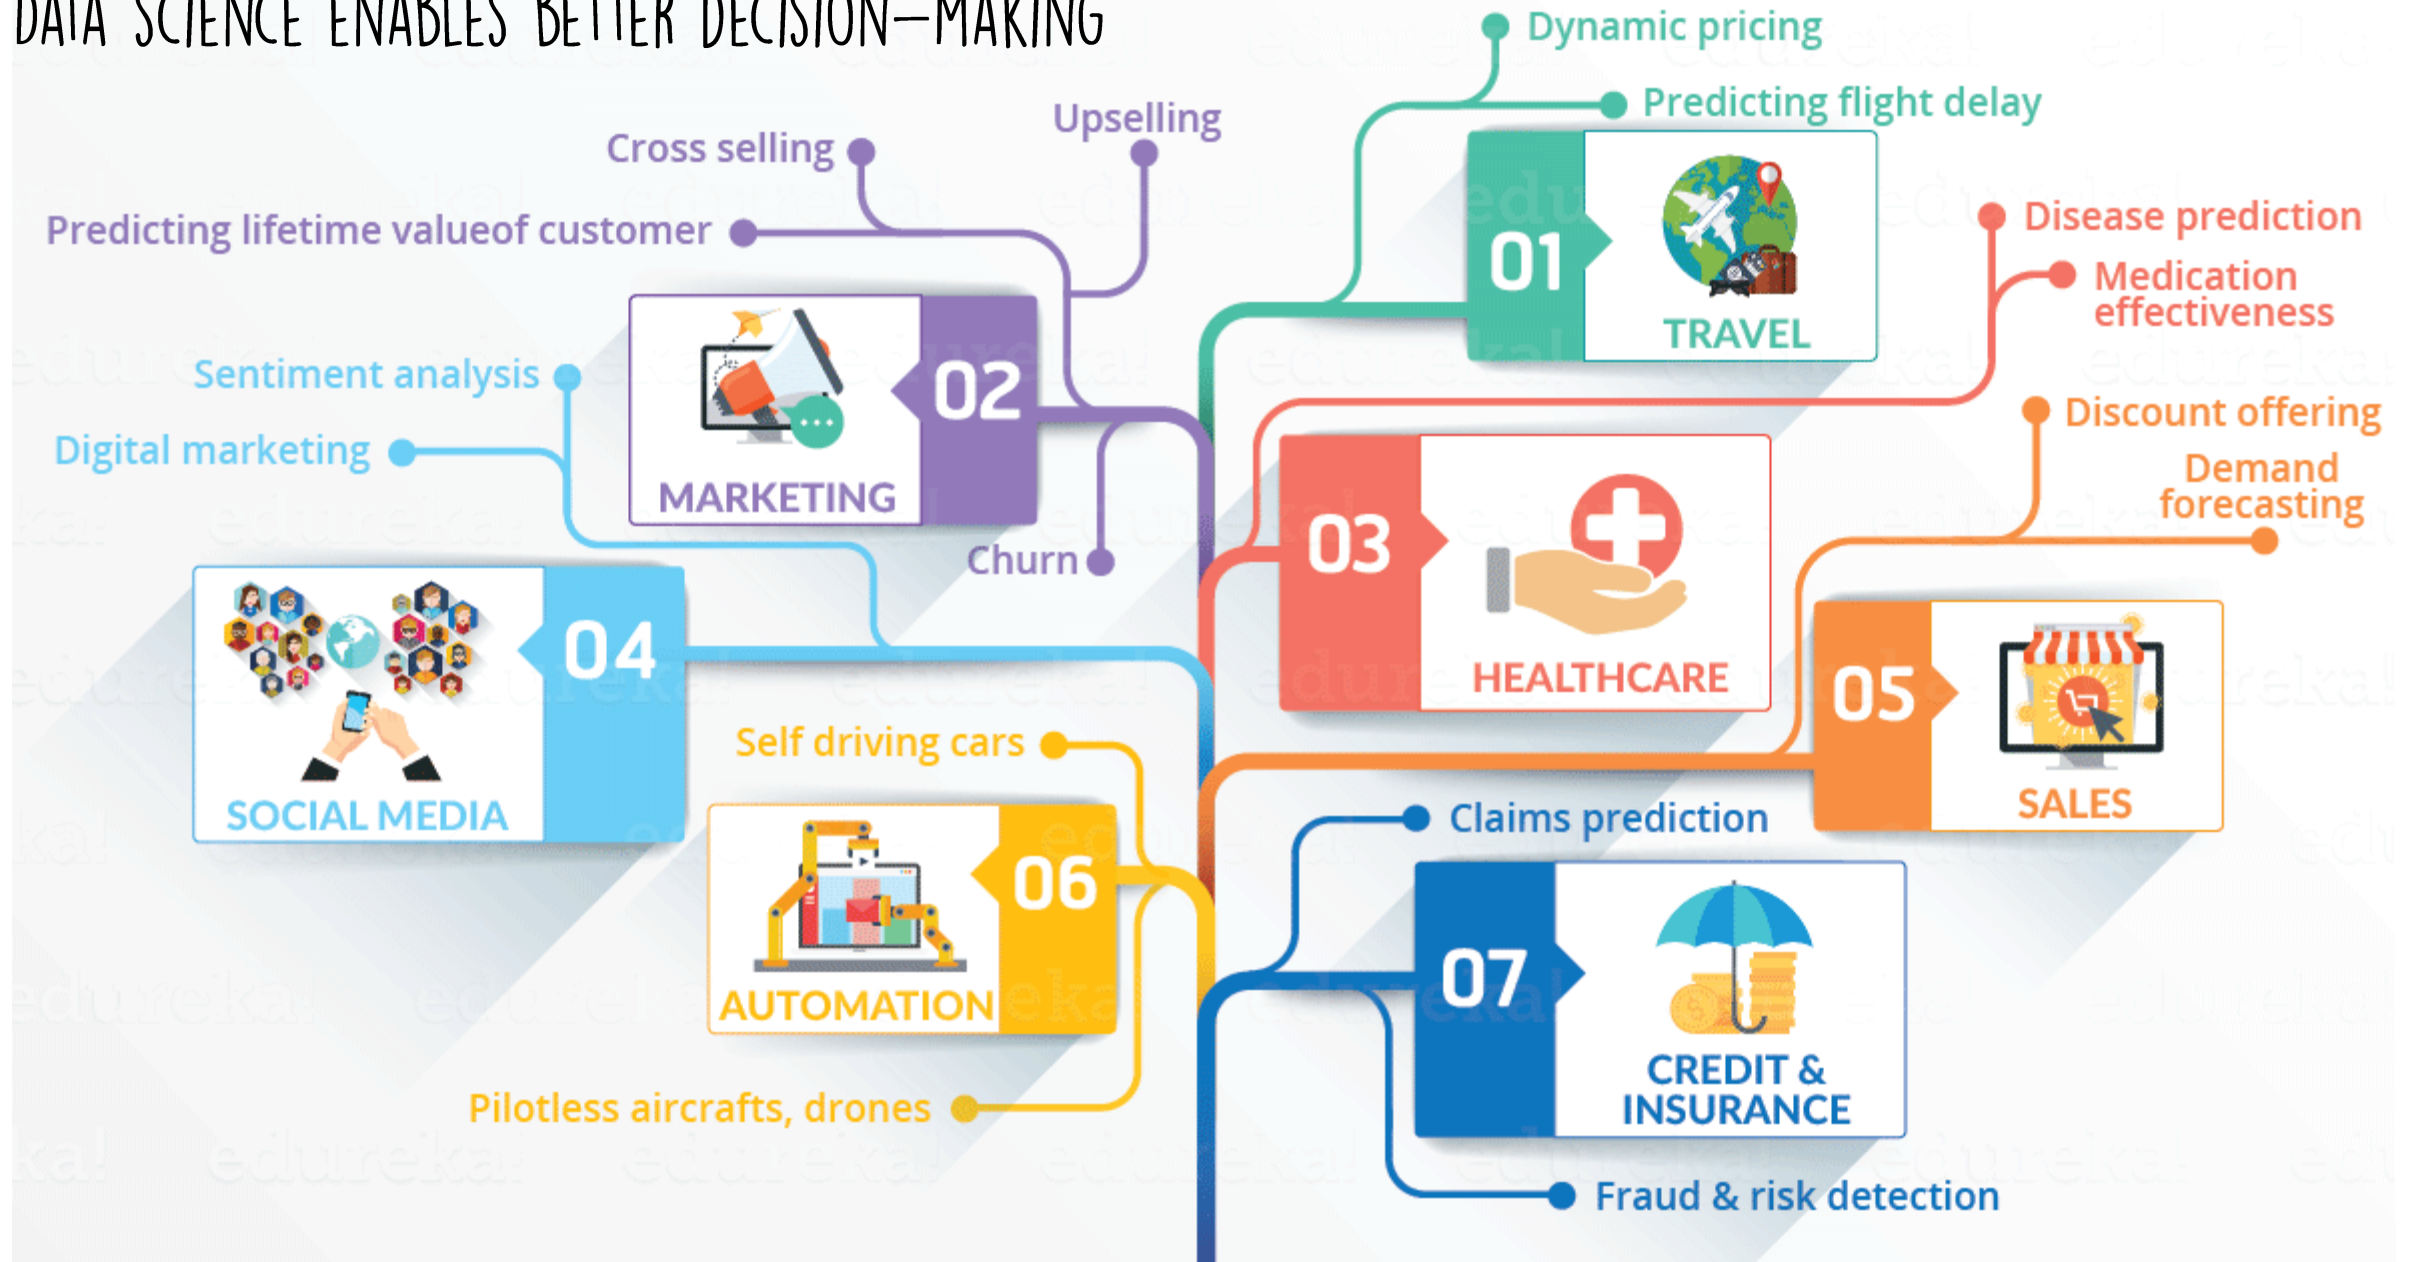 DATA SCIENCE ENABLES BETTER DECISION-MAKING
Dynamic pricing
Predicting flight delay
01
TRAVEL
Cross selling
Upselling
Predicting lifetime valueof customer
02
MARKETING
Churn
Disease prediction
Medication
effectiveness
03
HEALTHCARE
Sentiment analysis
Digital marketing
04
SOCIAL MEDIA
Discount offering
Demand
forecasting
05
SALES
Self driving cars
06
AUTOMATION
Pilotless aircrafts, drones
Claims prediction
07
CREDIT &
INSURANCE
Fraud & risk detection
edureka!